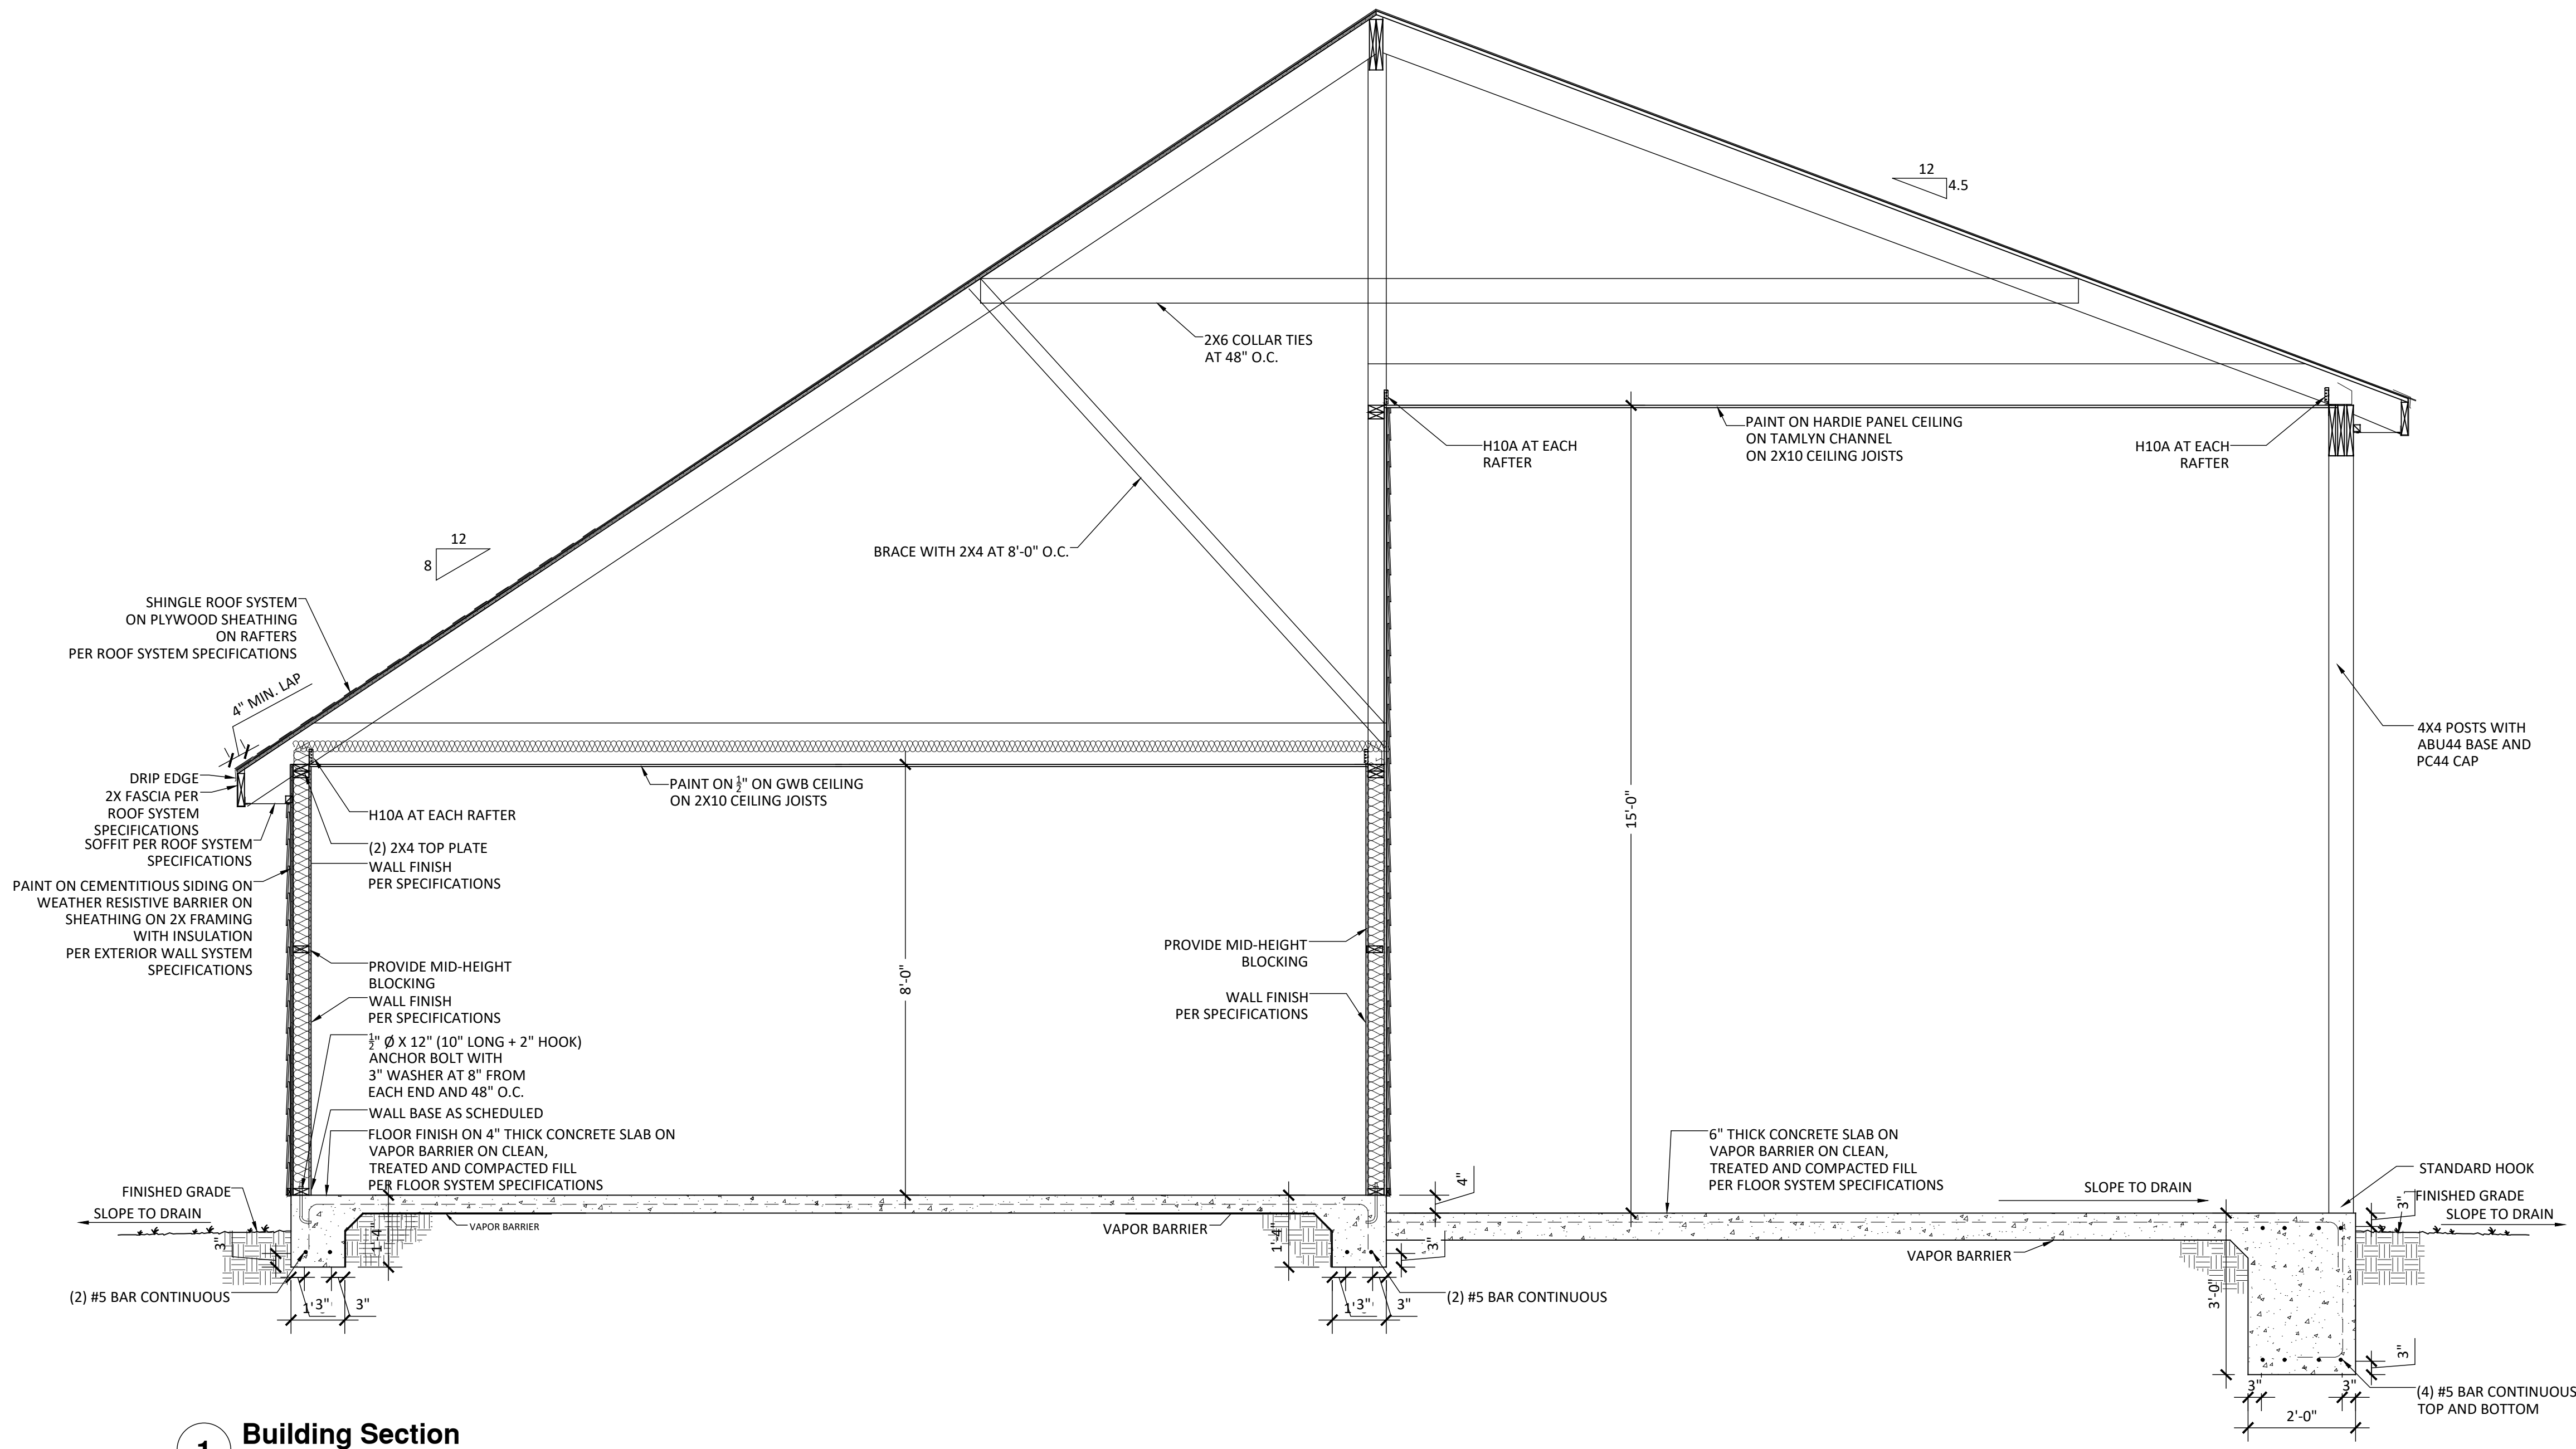 12
4.5
2X6 COLLAR TIES
AT 48" O.C.
PAINT ON HARDIE PANEL CEILING
ON TAMLYN CHANNEL
ON 2X10 CEILING JOISTS
H10A AT EACH
RAFTER
H10A AT EACH
RAFTER
12
8
BRACE WITH 2X4 AT 8'-0" O.C.
SHINGLE ROOF SYSTEM
ON PLYWOOD SHEATHING
ON RAFTERS
PER ROOF SYSTEM SPECIFICATIONS
4" MIN. LAP
4X4 POSTS WITH
ABU44 BASE AND
PC44 CAP
DRIP EDGE
2X FASCIA PER
ROOF SYSTEM
SPECIFICATIONS
SOFFIT PER ROOF SYSTEM
SPECIFICATIONS
PAINT ON CEMENTITIOUS SIDING ON
WEATHER RESISTIVE BARRIER ON
SHEATHING ON 2X FRAMING
WITH INSULATION
PER EXTERIOR WALL SYSTEM
SPECIFICATIONS
PAINT ON ½" ON GWB CEILING
ON 2X10 CEILING JOISTS
15'-0"
H10A AT EACH RAFTER
(2) 2X4 TOP PLATE
WALL FINISH
PER SPECIFICATIONS
8'-0"
PROVIDE MID-HEIGHT
BLOCKING
WALL FINISH
PER SPECIFICATIONS
PROVIDE MID-HEIGHT
BLOCKING
WALL FINISH
PER SPECIFICATIONS
½" Ø X 12" (10" LONG + 2" HOOK)
ANCHOR BOLT WITH
3" WASHER AT 8" FROM
EACH END AND 48" O.C.
WALL BASE AS SCHEDULED
FLOOR FINISH ON 4" THICK CONCRETE SLAB ON
VAPOR BARRIER ON CLEAN,
TREATED AND COMPACTED FILL
PER FLOOR SYSTEM SPECIFICATIONS
6" THICK CONCRETE SLAB ON
VAPOR BARRIER ON CLEAN,
TREATED AND COMPACTED FILL
PER FLOOR SYSTEM SPECIFICATIONS
4"
STANDARD HOOK
FINISHED GRADE
SLOPE TO DRAIN
SLOPE TO DRAIN
3"
FINISHED GRADE
SLOPE TO DRAIN
VAPOR BARRIER
VAPOR BARRIER
VAPOR BARRIER
3"
1'-4"
1'-4"
3"
3'-0"
(2) #5 BAR CONTINUOUS
3"
3"
(2) #5 BAR CONTINUOUS
3"
3"
3"
3"
3"
(4) #5 BAR CONTINUOUS
TOP AND BOTTOM
2'-0"
1
Building Section